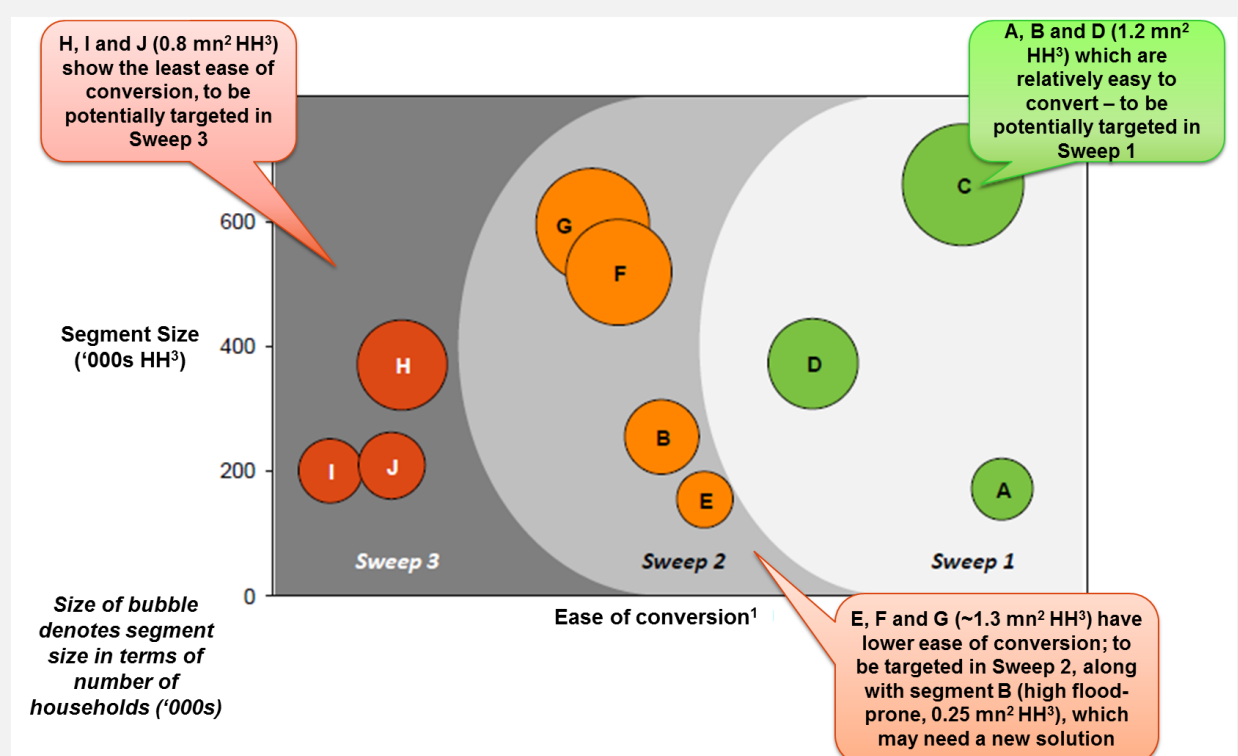 H, I and J (0.8 mn² HH³)
show the least ease of
conversion, to be
potentially targeted in
Sweep 3
A, B and D (1.2 mn²
HH³) which are
relatively easy to
convert – to be
potentially targeted in
Sweep 1
600
400
200
0
Segment Size
(‘000s HH³)
G
F
C
H
D
I
J
B
E
A
Sweep 3
Sweep 2
Sweep 1
Ease of conversion¹
Size of bubble
denotes segment
size in terms of
number of
households (‘000s)
E, F and G (~1.3 mn² HH³) have
lower ease of conversion; to
be targeted in Sweep 2, along
with segment B (high flood-
prone, 0.25 mn² HH³), which
may need a new solution